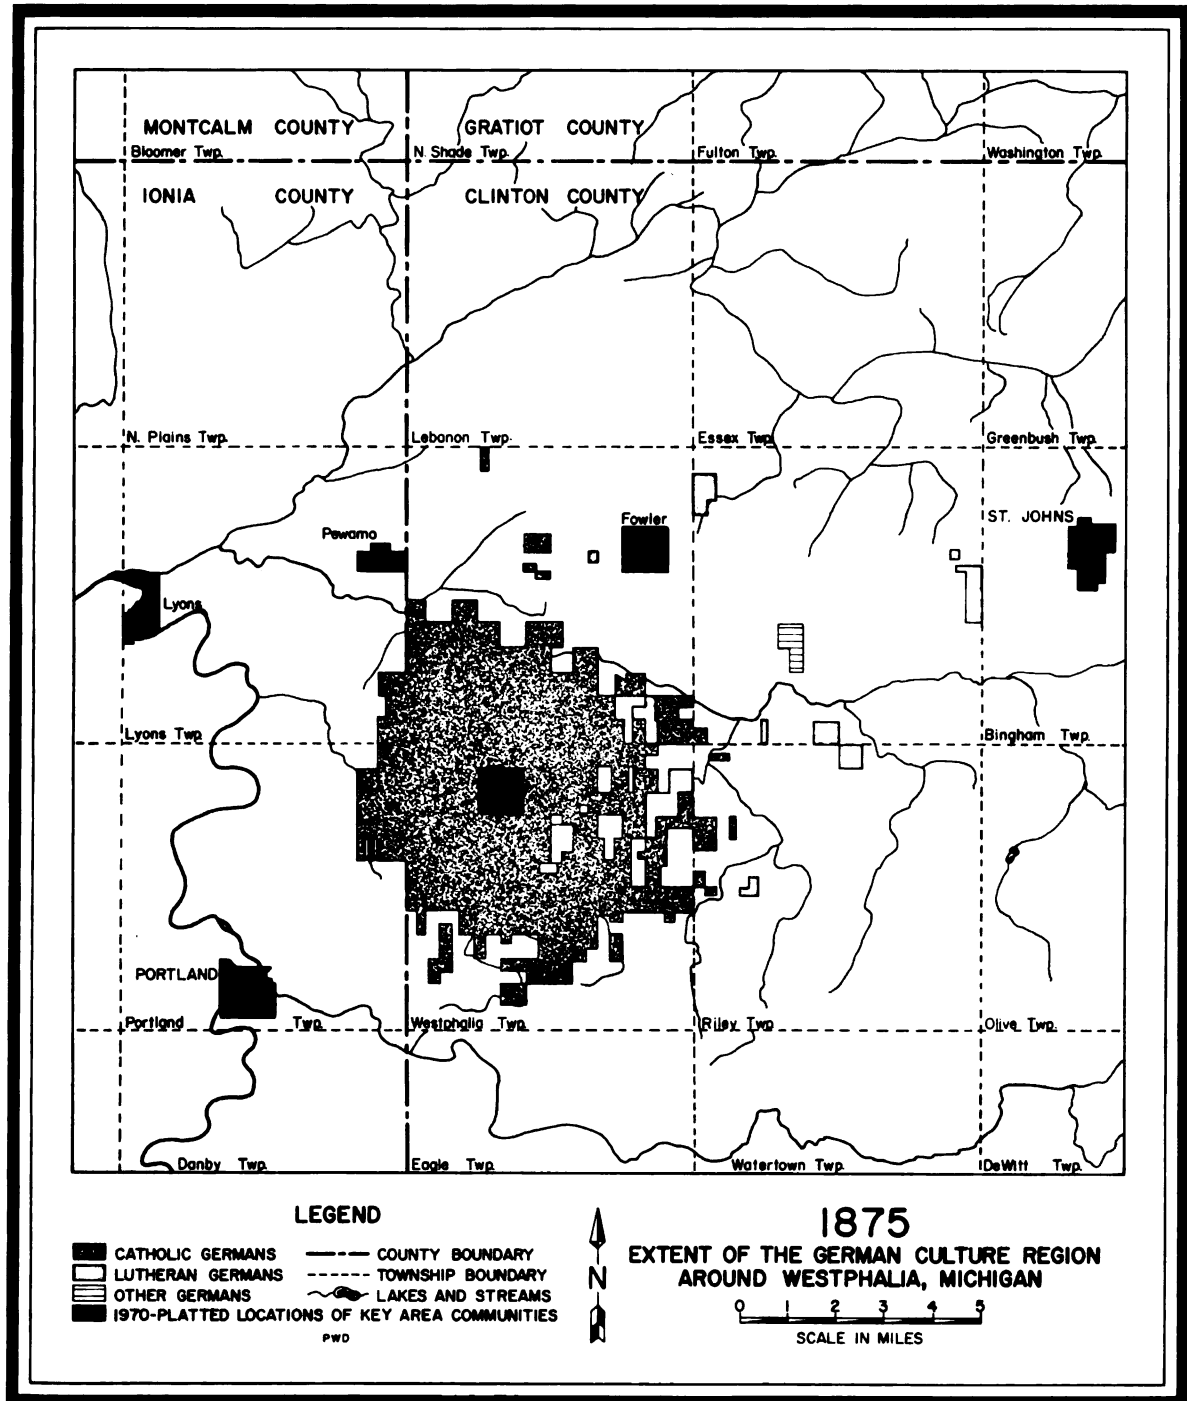 MONTCALM COUNTY
GRATIOT COUNTY
Bloomer Twp.
N. Shade Twp.
Fulton Twp.
Washington Twp.
IONIA COUNTY
CLINTON COUNTY
N. Plains Twp.
Lebanon Twp.
Essex Twp.
Greenbush Twp.
Pewamo
Fowler
ST. JOHNS
Lyons
Lyons Twp.
Bingham Twp.
PORTLAND
Portland Twp.
Westphalia Twp.
Riley Twp.
Olive Twp.
Danby Twp.
Eagle Twp.
Watertown Twp.
DeWitt Twp.
LEGEND
CATHOLIC GERMANS
LUTHERAN GERMANS
OTHER GERMANS
1970-PLATTED LOCATIONS OF KEY AREA COMMUNITIES
COUNTY BOUNDARY
TOWNSHIP BOUNDARY
LAKES AND STREAMS
PWD
N
1875
EXTENT OF THE GERMAN CULTURE REGION
AROUND WESTPHALIA, MICHIGAN
0 1 2 3 4 5
SCALE IN MILES